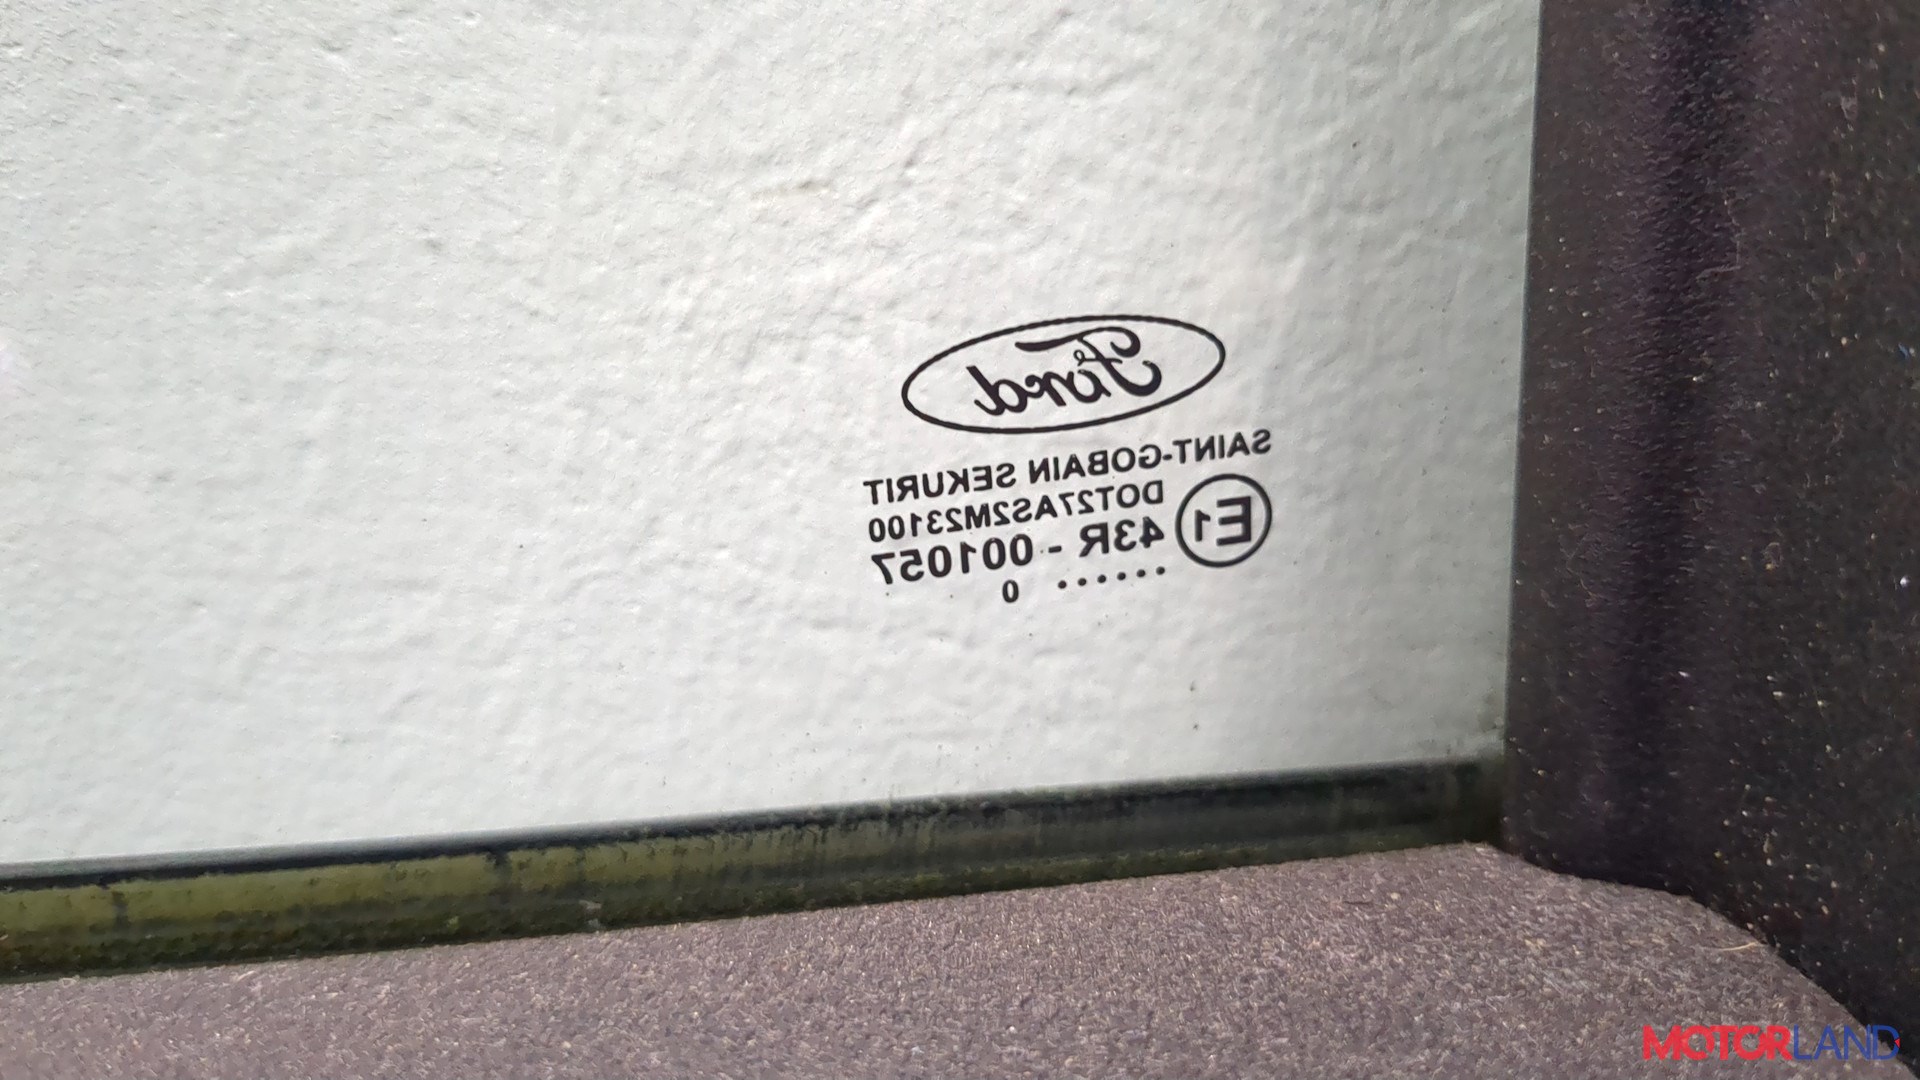 Ford
SAINT-GOBAIN SEKURIT
DOT27AS2M23100
E1
43R - 001057
...... 0
MOTORLAND